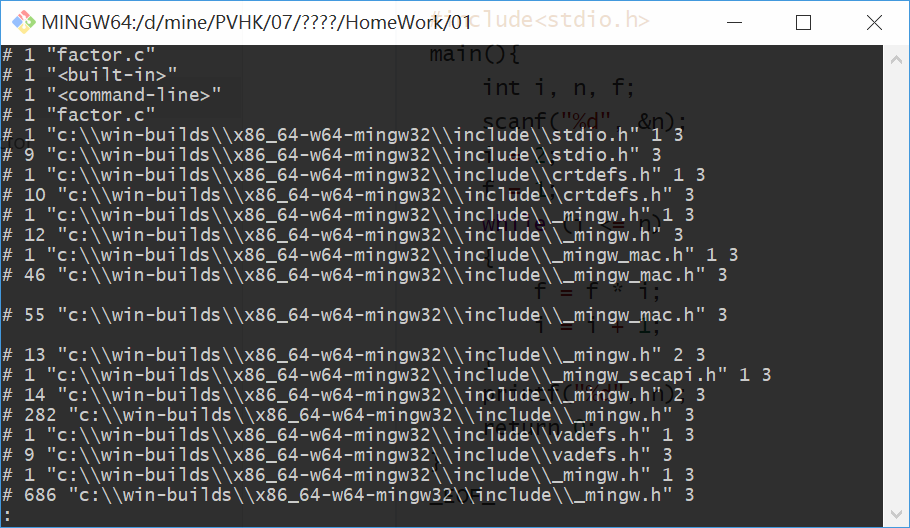 MINGW64:/d/mine/PVHK/07/????/HomeWork/01
#include<stdio.h>
main(){
int i, n, f;
scanf("%d" &n);
# 1 "factor.c"
# 1 "<built-in>"
# 1 "<command-line>"
# 1 "factor.c"
# 1 "c:\\win-builds\\x86_64-w64-mingw32\\include\\stdio.h" 1 3
# 9 "c:\\win-builds\\x86_64-w64-mingw32\\include\\stdio.h" 3
# 1 "c:\\win-builds\\x86_64-w64-mingw32\\include\\crtdefs.h" 1 3
# 10 "c:\\win-builds\\x86_64-w64-mingw32\\include\\crtdefs.h" 3
# 1 "c:\\win-builds\\x86_64-w64-mingw32\\include\\_mingw.h" 1 3
# 12 "c:\\win-builds\\x86_64-w64-mingw32\\include\\_mingw.h" 3
# 1 "c:\\win-builds\\x86_64-w64-mingw32\\include\\_mingw_mac.h" 1 3
# 46 "c:\\win-builds\\x86_64-w64-mingw32\\include\\_mingw_mac.h" 3
f = f * i;
# 55 "c:\\win-builds\\x86_64-w64-mingw32\\include\\_mingw_mac.h" 3
i = i + 1;
# 13 "c:\\win-builds\\x86_64-w64-mingw32\\include\\_mingw.h" 2 3
# 1 "c:\\win-builds\\x86_64-w64-mingw32\\include\\_mingw_secapi.h" 1 3
# 14 "c:\\win-builds\\x86_64-w64-mingw32\\include\\_mingw.h" 2 3
# 282 "c:\\win-builds\\x86_64-w64-mingw32\\include\\_mingw.h" 3
# 1 "c:\\win-builds\\x86_64-w64-mingw32\\include\\vadefs.h" 1 3
# 9 "c:\\win-builds\\x86_64-w64-mingw32\\include\\vadefs.h" 3
# 1 "c:\\win-builds\\x86_64-w64-mingw32\\include\\_mingw.h" 1 3
# 686 "c:\\win-builds\\x86_64-w64-mingw32\\include\\_mingw.h" 3
: